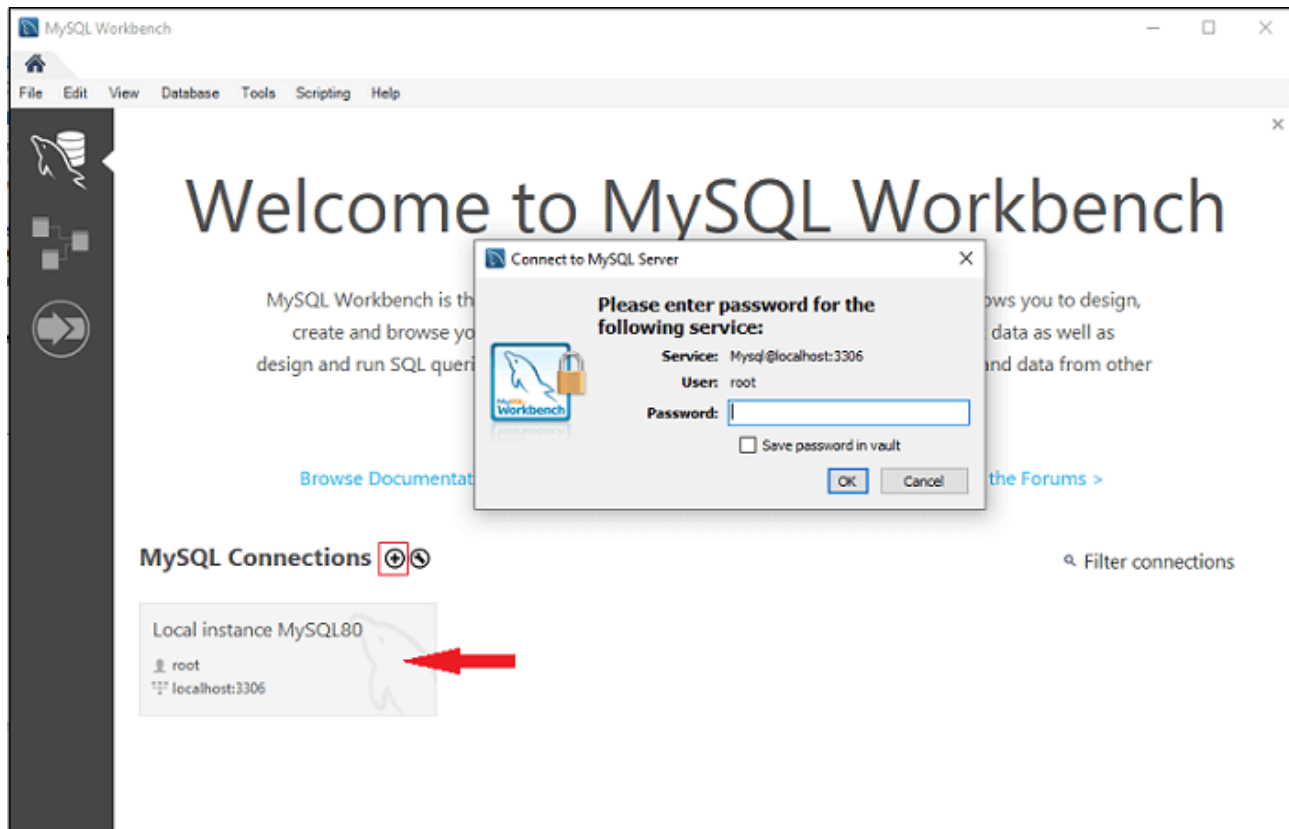 MySQL Workbench
File Edit View Database Tools Scripting Help
Welcome to MySQL Workbench
Connect to MySQL Server
Please enter password for the
following service:
Service: Mysql@localhost:3306
User: root
Password:
Save password in vault
OK Cancel
MySQL
Workbench
MySQL Workbench is th ows you to design,
create and browse yo data as well as
design and run SQL queri and data from other
Browse Documentat the Forums >
MySQL Connections
Filter connections
Local instance MySQL80
root
localhost:3306